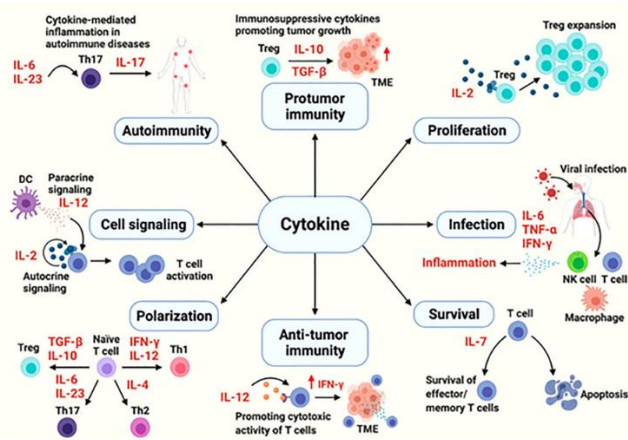 Cytokine-mediated
inflammation in
autoimmune diseases
IL-6
IL-23
Th17
IL-17
Autoimmunity
Immunosuppressive cytokines
promoting tumor growth
Treg
IL-10
TGF-β
TME
Protumor
immunity
Treg expansion
IL-2
Treg
Proliferation
DC
Paracrine
signaling
IL-12
IL-2
Autocrine
signaling
T cell
activation
Cell signaling
Cytokine
Infection
Viral infection
IL-6
TNF-α
IFN-γ
Inflammation
NK cell
T cell
Macrophage
Polarization
Treg
TGF-β
IL-10
Naïve
T cell
IFN-γ
IL-12
Th1
IL-6
IL-23
IL-4
Th17
Th2
Anti-tumor
immunity
IL-12
IFN-γ
Promoting cytotoxic
activity of T cells
TME
Survival
T cell
IL-7
Survival of
effector/
memory T cells
Apoptosis